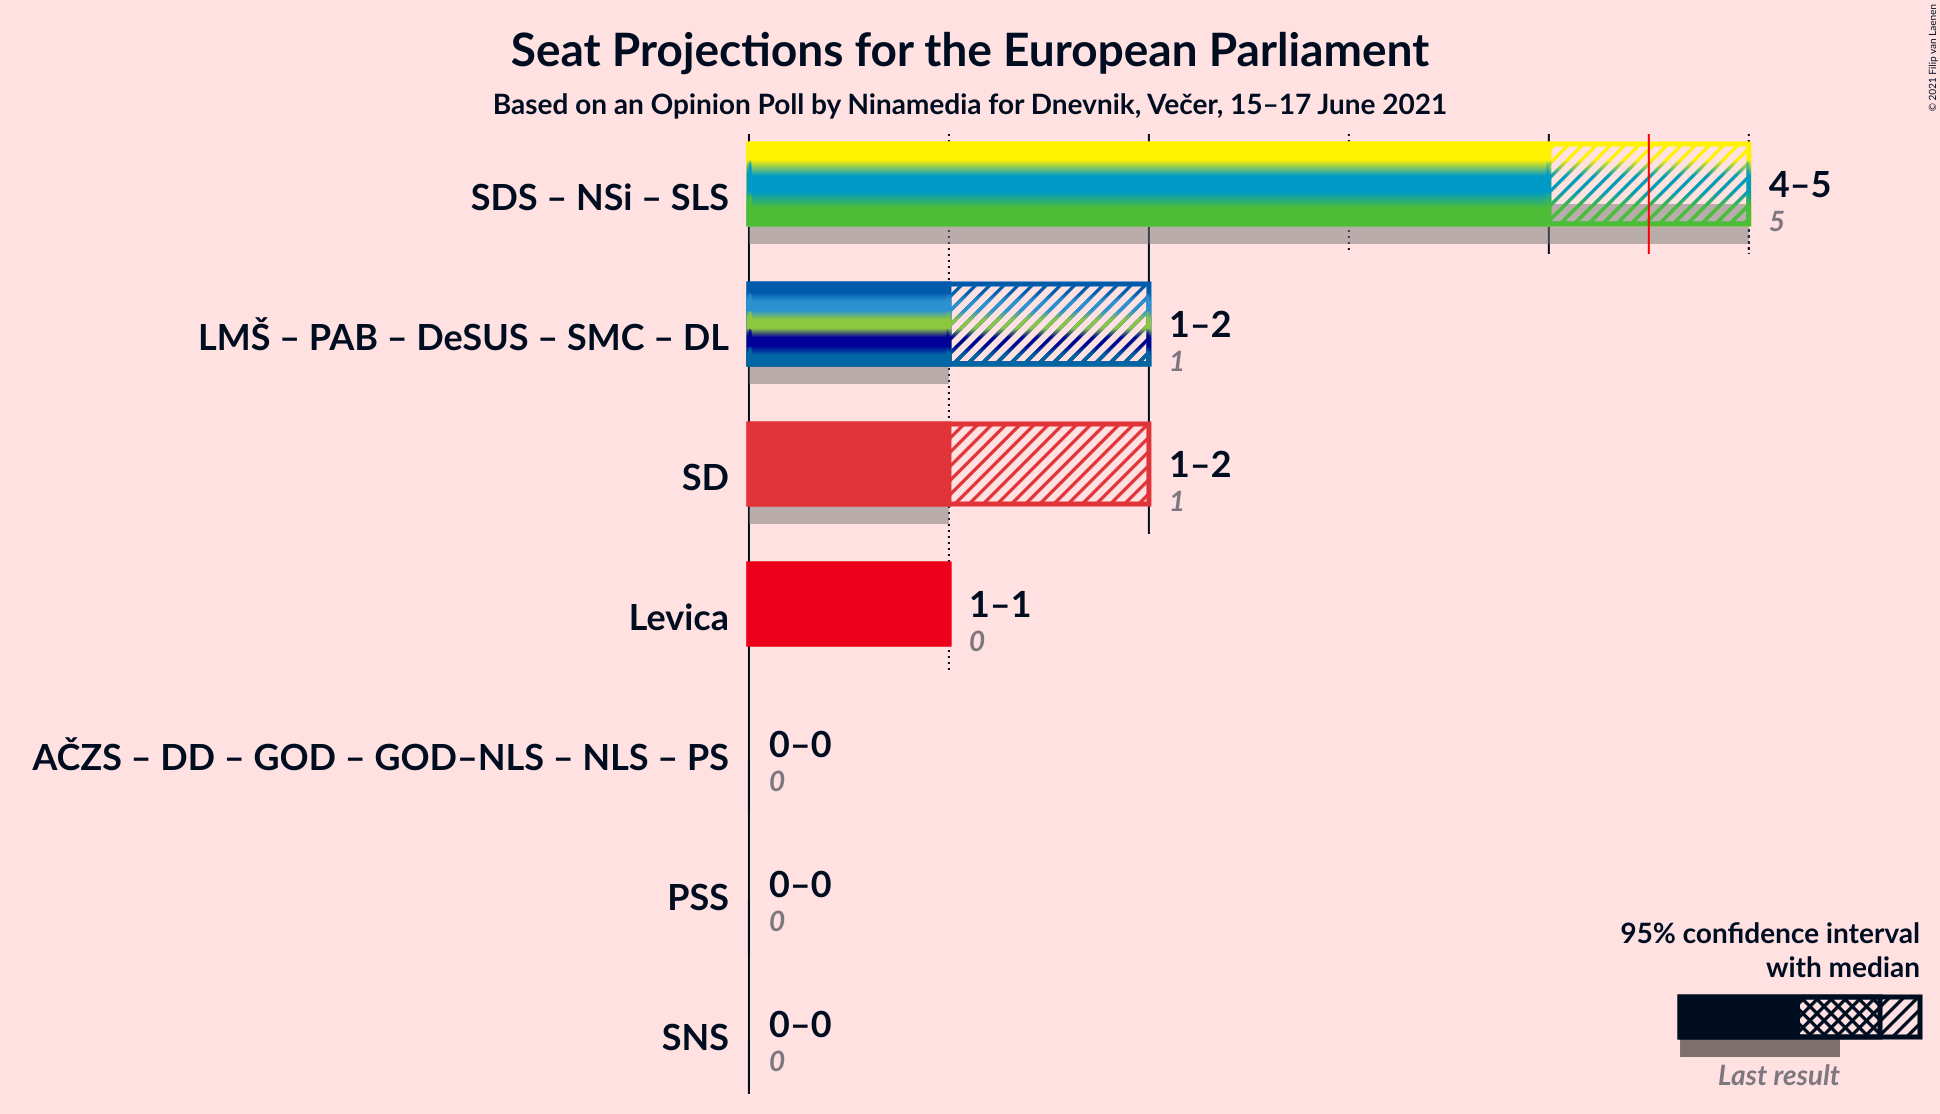 Seat Projections for the European Parliament
Based on an Opinion Poll by Ninamedia for Dnevnik, Večer, 15–17 June 2021
© 2021 Filip van Laenen
SDS – NSi – SLS
4–5
5
LMŠ – PAB – DeSUS – SMC – DL
1–2
1
SD
1–2
1
Levica
1–1
0
AČZS – DD – GOD – GOD–NLS – NLS – PS
0–0
0
PSS
0–0
0
SNS
0–0
0
95% confidence interval
with median
Last result